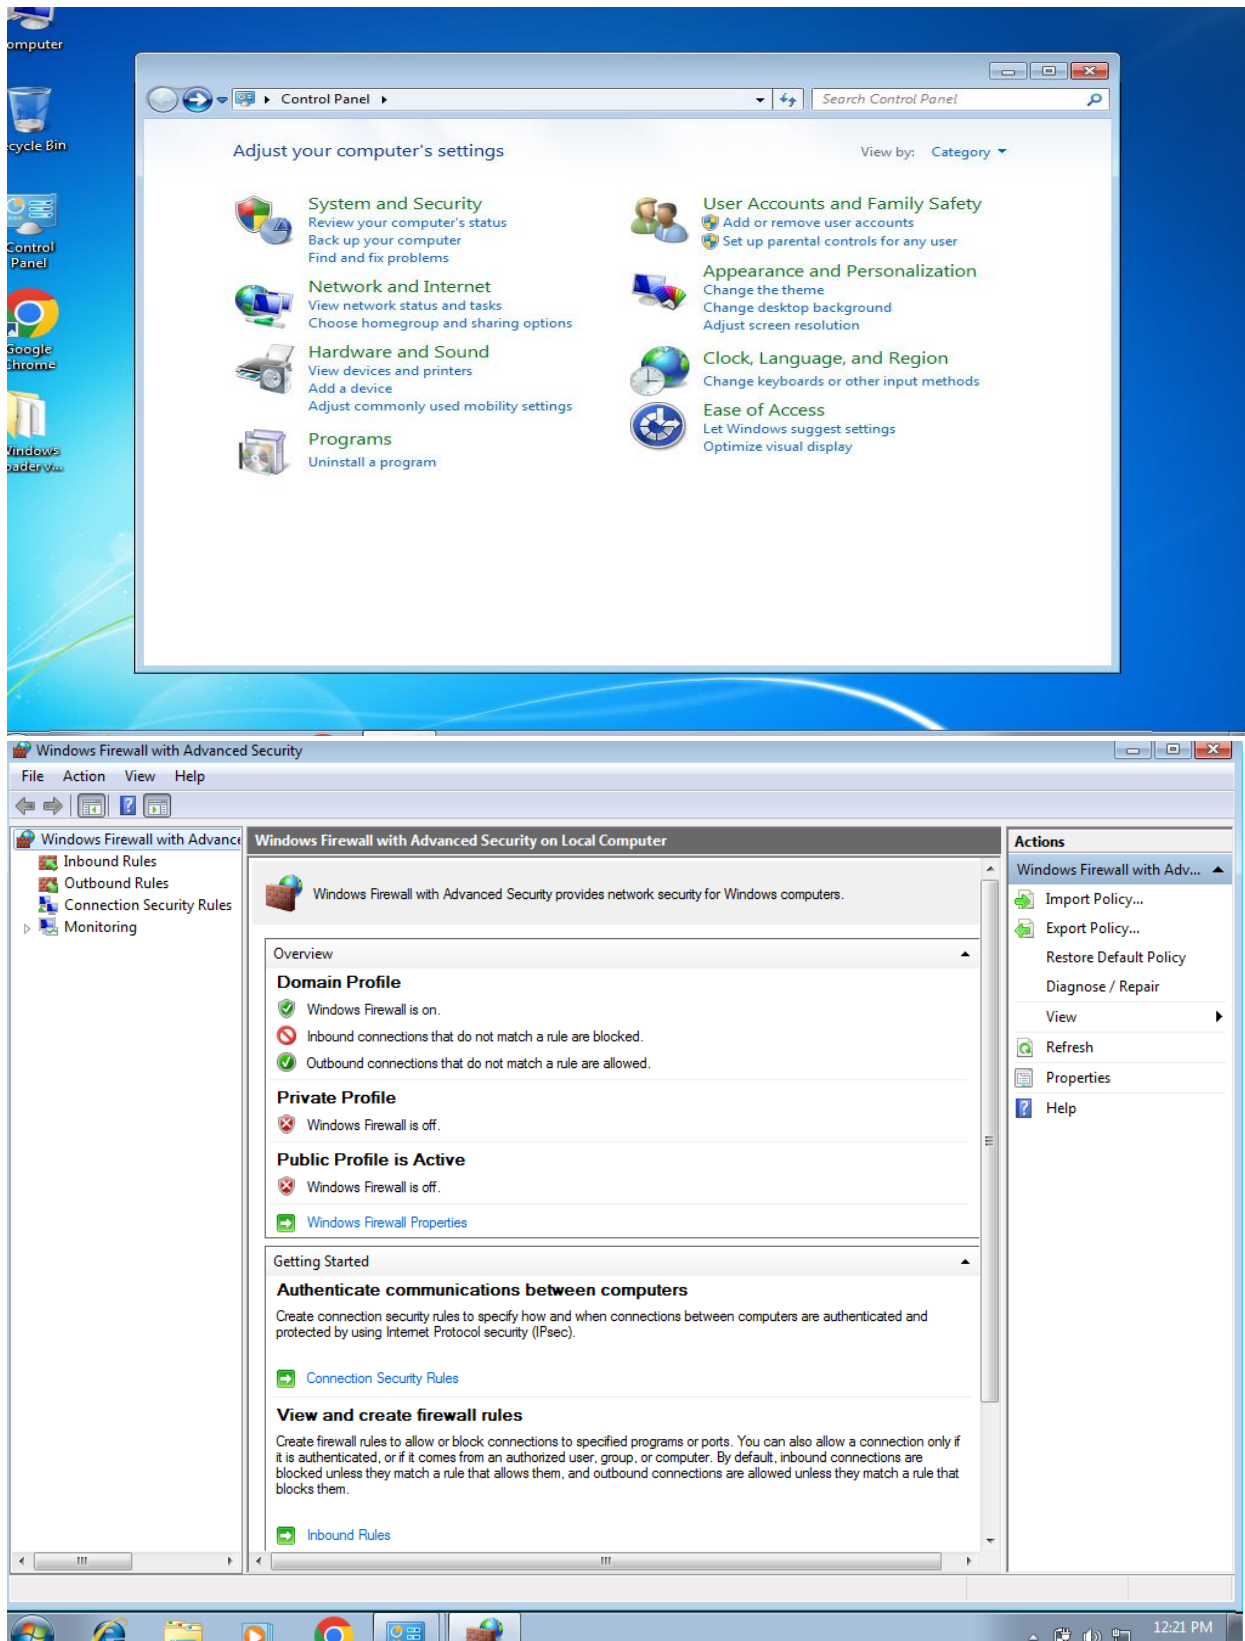 omputer
cycle Bin
Control
Panel
Google
Chrome
Windows
oader v...
Control Panel
Search Control Panel
Adjust your computer's settings
View by: Category
System and Security
Review your computer's status
Back up your computer
Find and fix problems
Network and Internet
View network status and tasks
Choose homegroup and sharing options
Hardware and Sound
View devices and printers
Add a device
Adjust commonly used mobility settings
Programs
Uninstall a program
User Accounts and Family Safety
Add or remove user accounts
Set up parental controls for any user
Appearance and Personalization
Change the theme
Change desktop background
Adjust screen resolution
Clock, Language, and Region
Change keyboards or other input methods
Ease of Access
Let Windows suggest settings
Optimize visual display
Windows Firewall with Advanced Security
File Action View Help
Windows Firewall with Advance
Inbound Rules
Outbound Rules
Connection Security Rules
Monitoring
Windows Firewall with Advanced Security on Local Computer
Windows Firewall with Advanced Security provides network security for Windows computers.
Overview
Domain Profile
Windows Firewall is on.
Inbound connections that do not match a rule are blocked.
Outbound connections that do not match a rule are allowed.
Private Profile
Windows Firewall is off.
Public Profile is Active
Windows Firewall is off.
Windows Firewall Properties
Getting Started
Authenticate communications between computers
Create connection security rules to specify how and when connections between computers are authenticated and
protected by using Internet Protocol security (IPsec).
Connection Security Rules
View and create firewall rules
Create firewall rules to allow or block connections to specified programs or ports. You can also allow a connection only if
it is authenticated, or if it comes from an authorized user, group, or computer. By default, inbound connections are
blocked unless they match a rule that allows them, and outbound connections are allowed unless they match a rule that
blocks them.
Inbound Rules
Actions
Windows Firewall with Adv...
Import Policy...
Export Policy...
Restore Default Policy
Diagnose / Repair
View
Refresh
Properties
Help
12:21 PM